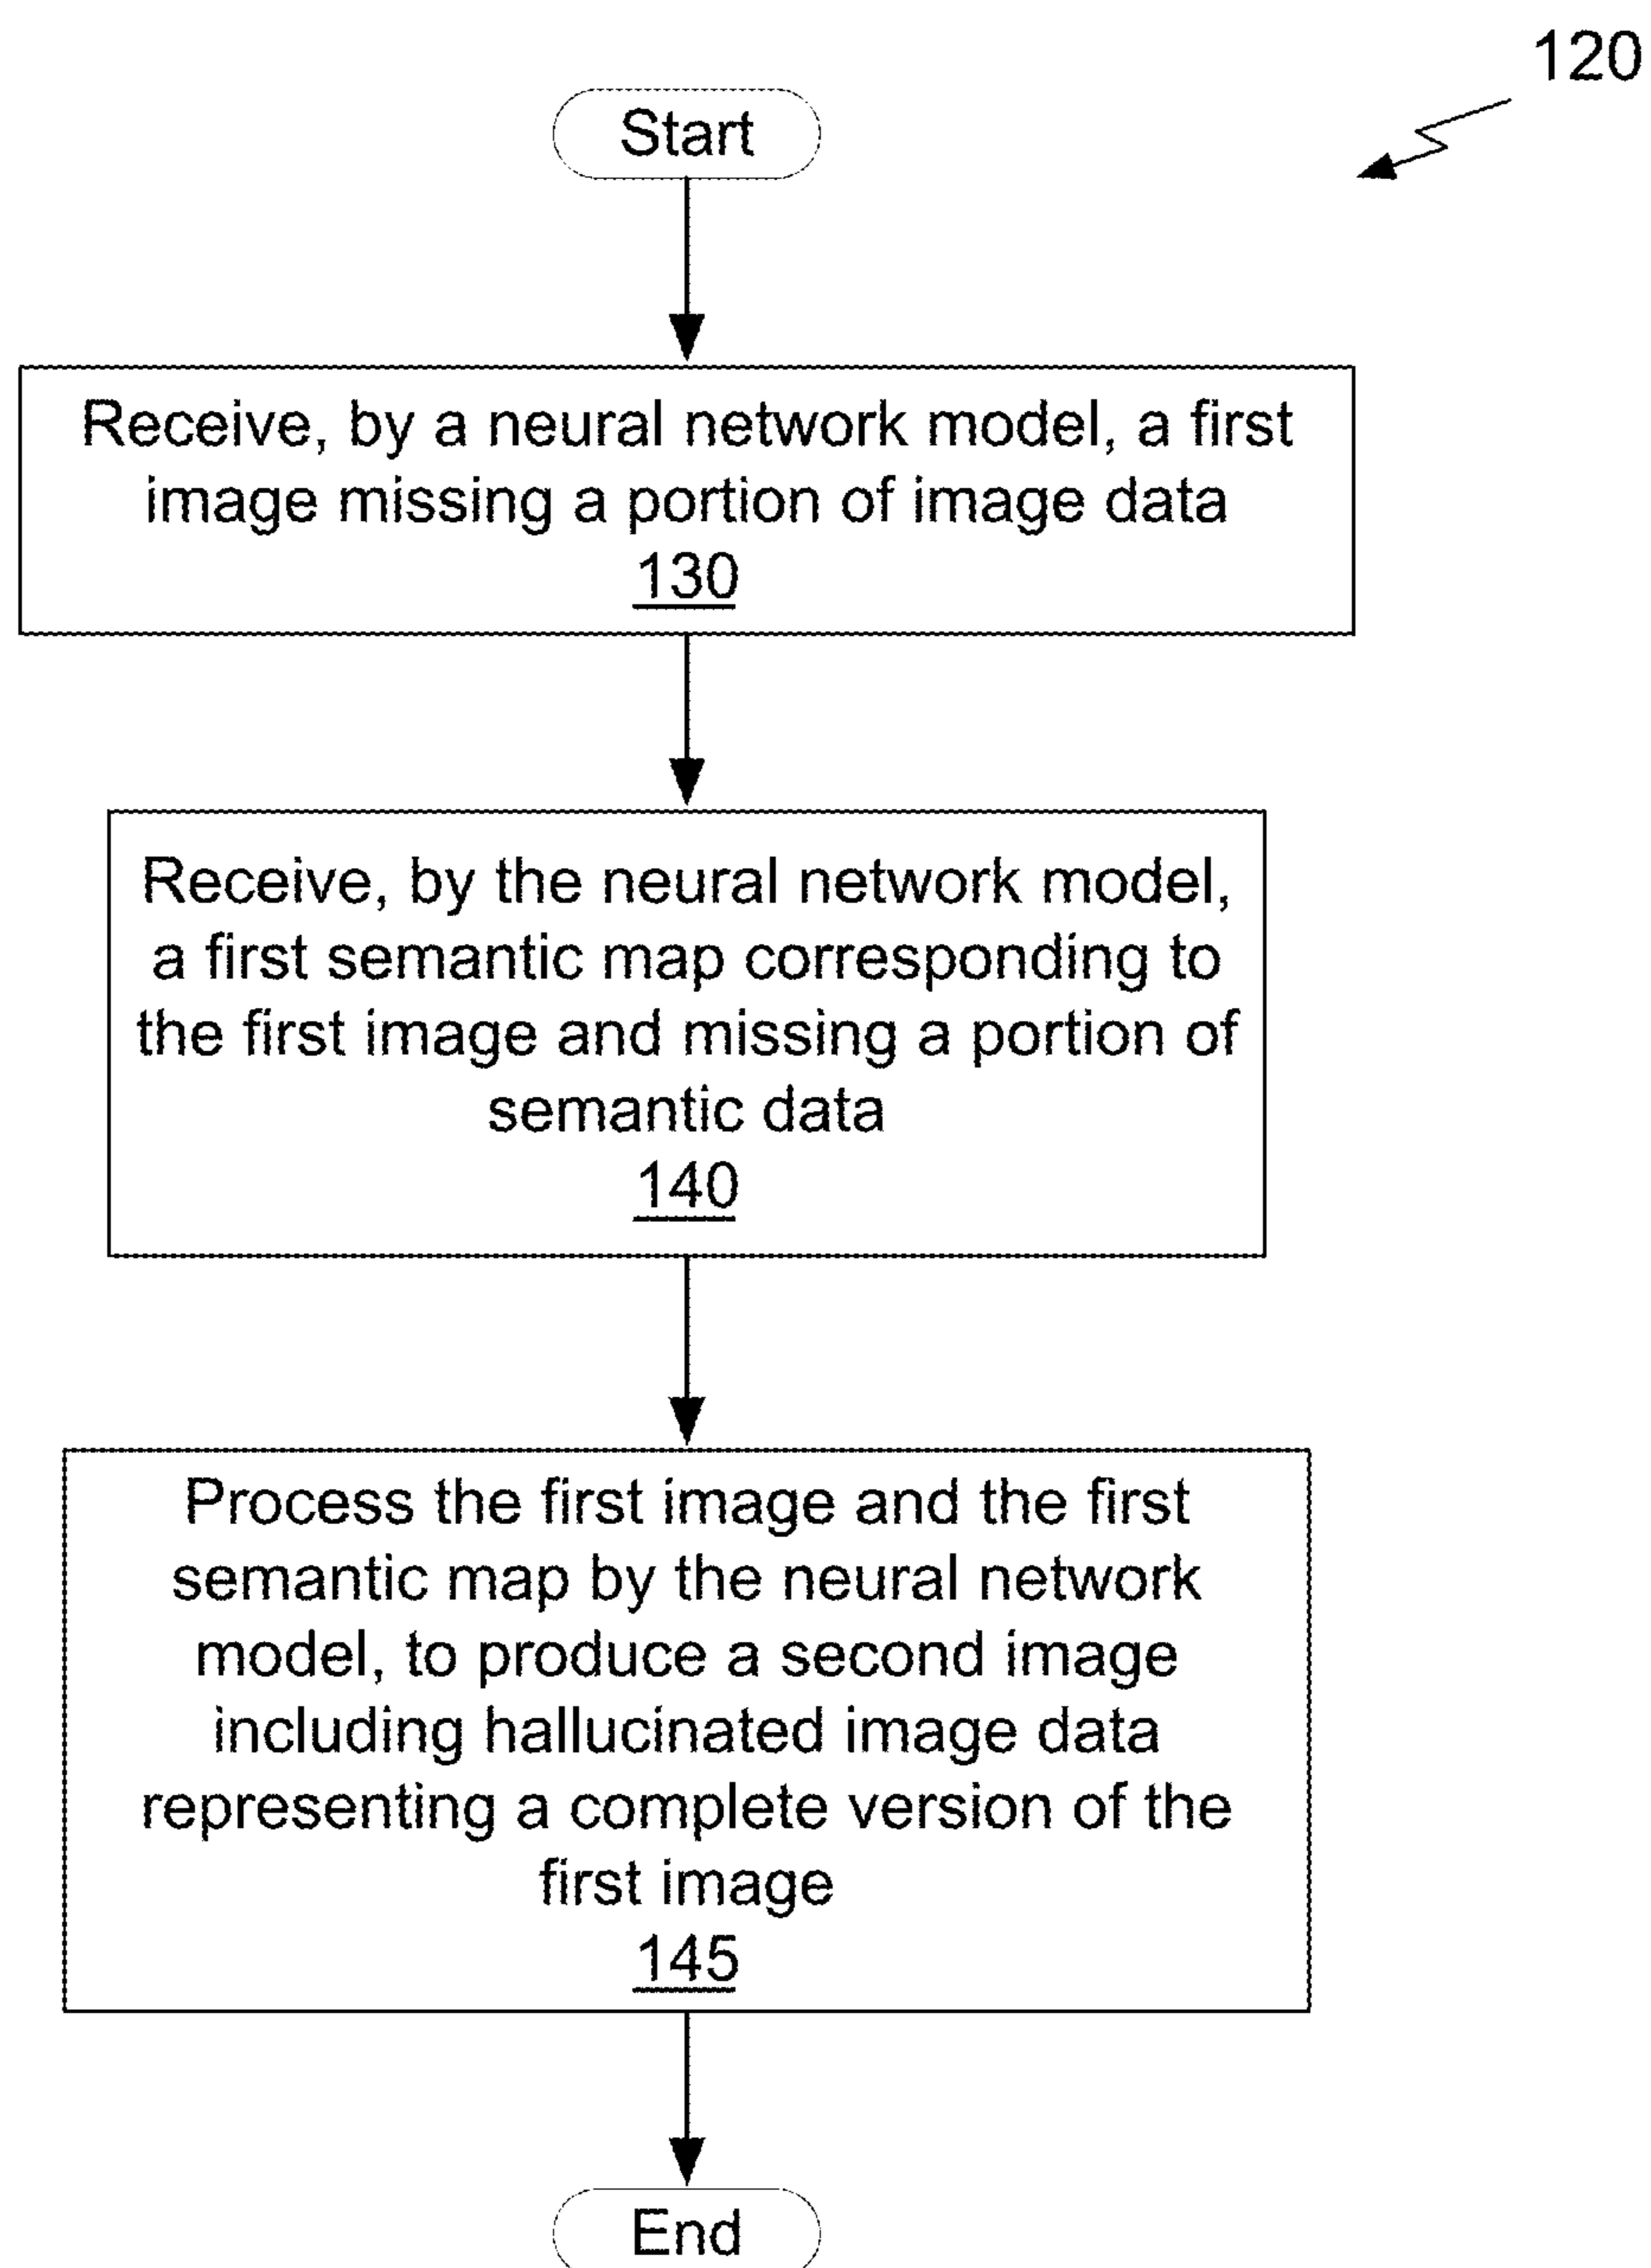 120
Start
Receive, by a neural network model, a first
image missing a portion of image data
130
Receive, by the neural network model,
a first semantic map corresponding to
the first image and missing a portion of
semantic data
140
Process the first image and the first
semantic map by the neural network
model, to produce a second image
including hallucinated image data
representing a complete version of the
first image
145
End